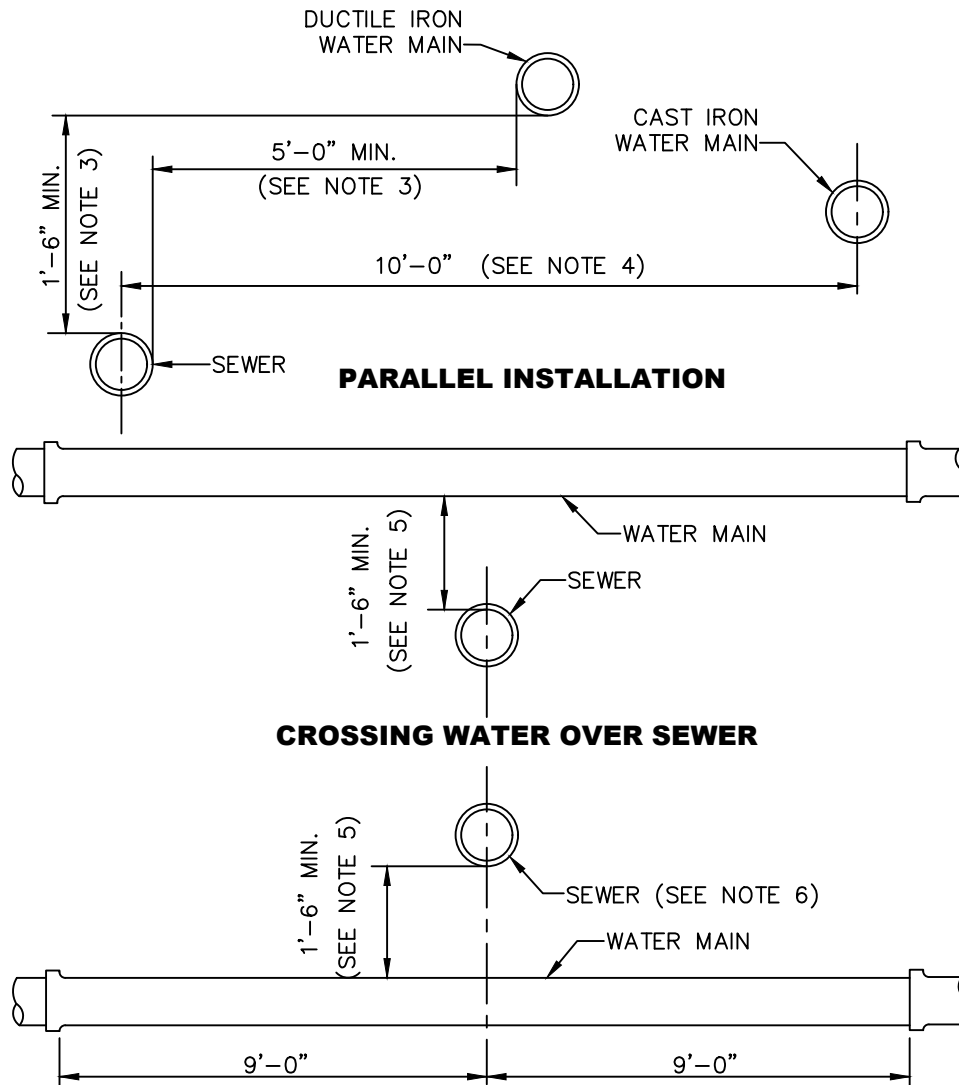 DUCTILE IRON
WATER MAIN
CAST IRON
WATER MAIN
5'-0" MIN.
(SEE NOTE 3)
1'-6" MIN.
(SEE NOTE 3)
10'-0" (SEE NOTE 4)
SEWER
PARALLEL INSTALLATION
WATER MAIN
1'-6" MIN.
(SEE NOTE 5)
SEWER
CROSSING WATER OVER SEWER
1'-6" MIN.
(SEE NOTE 5)
SEWER (SEE NOTE 6)
WATER MAIN
9'-0"
9'-0"